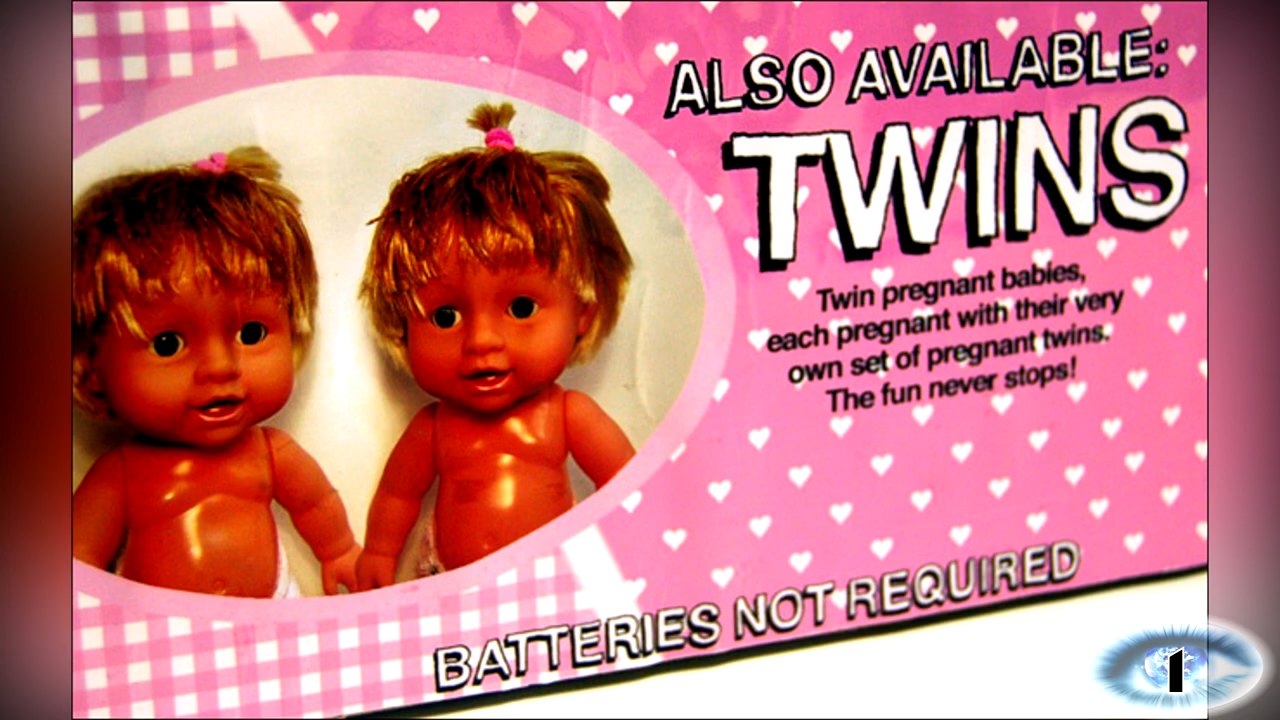 ALSO AVAILABLE:
TWINS
Twin pregnant babies,
each pregnant with their very
own set of pregnant twins.
The fun never stops!
BATTERIES NOT REQUIRED
1